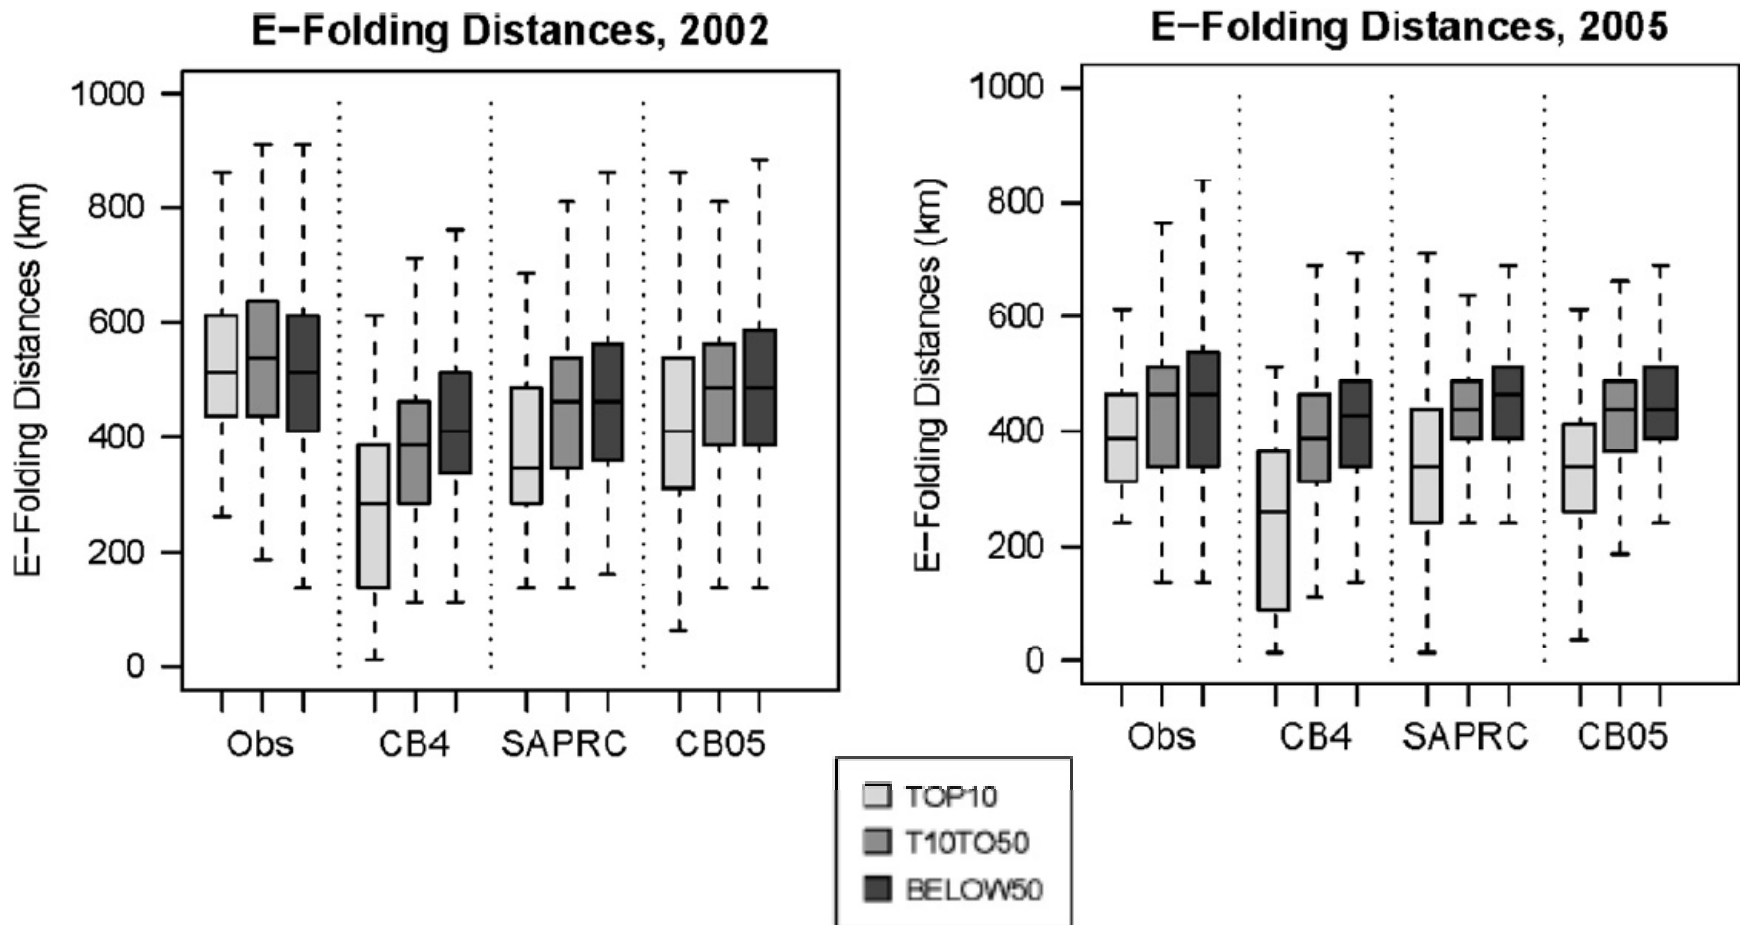 E−Folding Distances, 2002
E−Folding Distances (km)
1000
800
600
400
200
0
Obs CB4 SAPRC CB05
E−Folding Distances, 2005
E−Folding Distances (km)
1000
800
600
400
200
0
Obs CB4 SAPRC CB05
TOP10
T10TO50
BELOW50